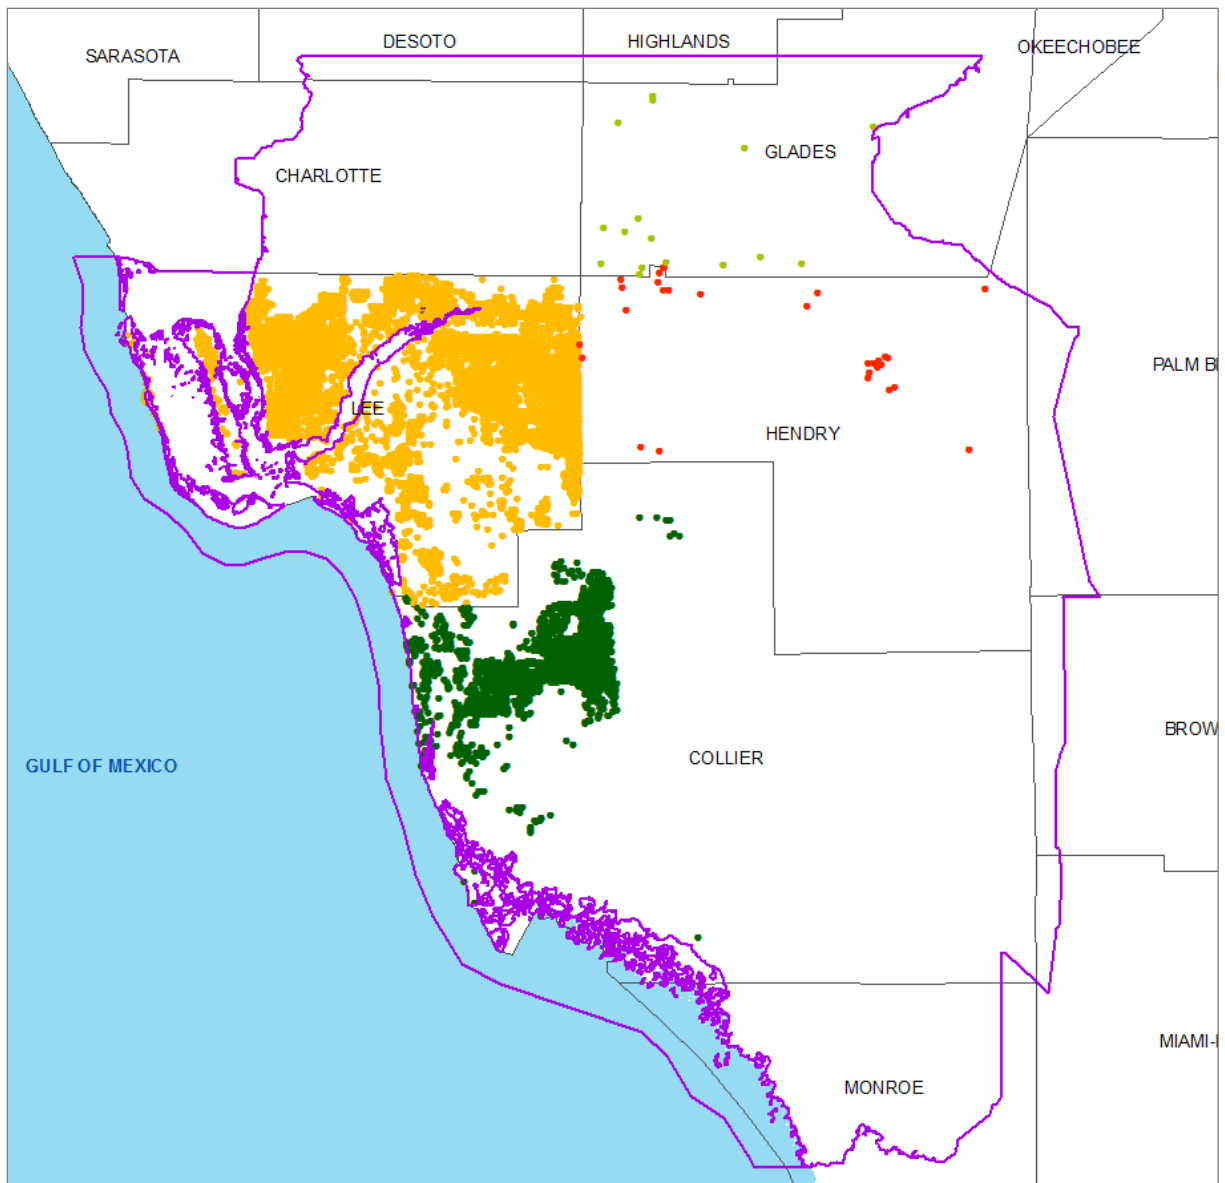 DESOTO
HIGHLANDS
OKEECHOBEE
SARASOTA
GLADES
CHARLOTTE
PALM B
LEE
HENDRY
BROW
COLLIER
GULF OF MEXICO
MIAMI-
MONROE